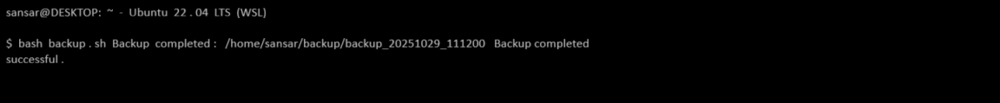 sansar@DESKTOP: ~ - Ubuntu 22 . 04 LTS (WSL)
$ bash backup . sh Backup completed : /home/sansar/backup/backup_20251029_111200 Backup completed
successful .